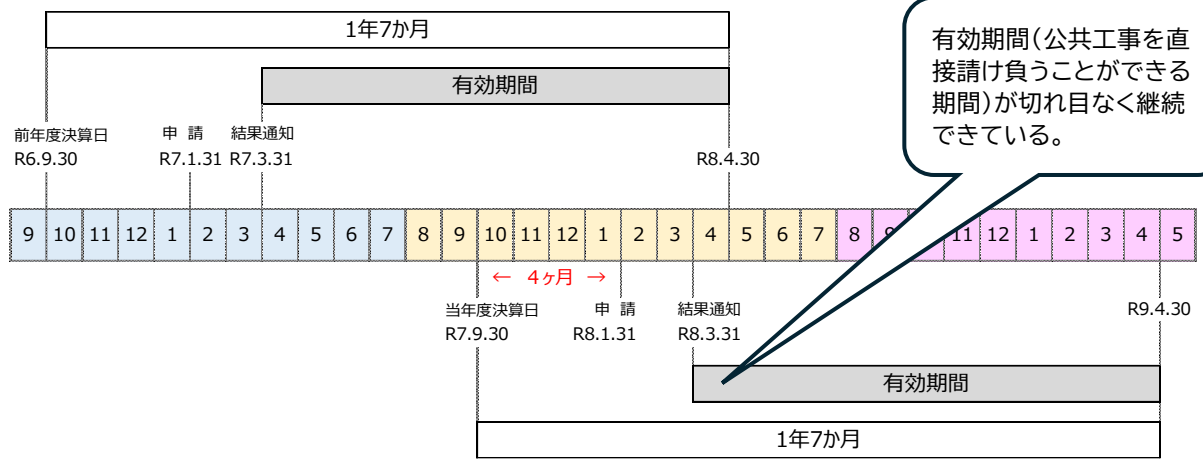 1年7か月
有効期間（公共工事を直
接請け負うことができる
期間）が切れ目なく継続
できている。
有効期間
前年度決算日 申 請 結果通知
R6.9.30 R7.1.31 R7.3.31 R8.4.30
9 10 11 12 1 2 3 4 5 6 7 8 9 10 11 12 1 2 3 4 5 6 7 8 9 11 12 1 2 3 4 5
← 4ヶ月 →
当年度決算日 申 請 結果通知 R9.4.30
R7.9.30 R8.1.31 R8.3.31
有効期間
1年7か月